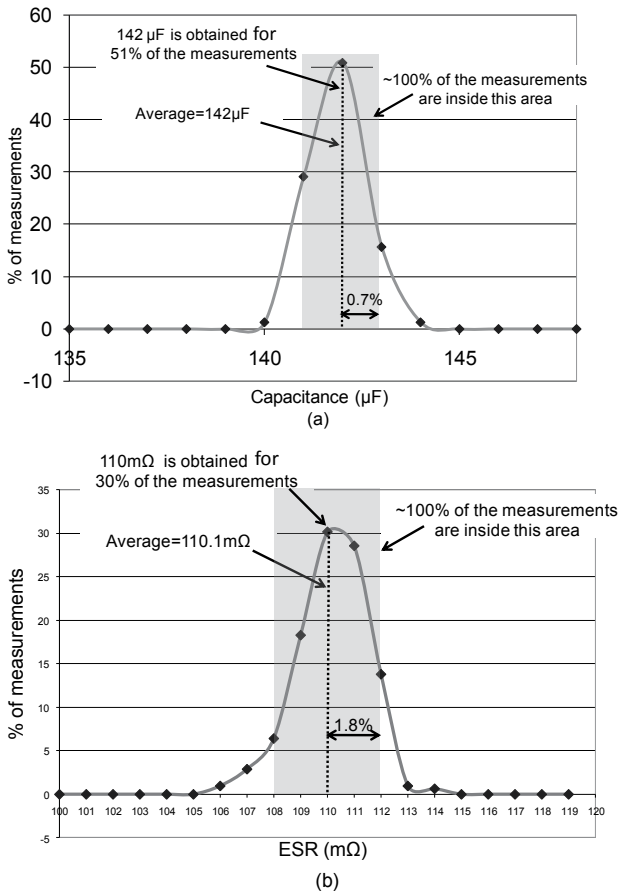 142 µF is obtained for
51% of the measurements
~100% of the measurements
are inside this area
Average=142µF
0.7%
% of measurements
60
50
40
30
20
10
0
-10
135
140
145
Capacitance (µF)
(a)
110mΩ is obtained for
30% of the measurements
~100% of the measurements
are inside this area
Average=110.1mΩ
1.8%
% of measurements
35
30
25
20
15
10
5
0
-5
100 101 102 103 104 105 106 107 108 109 110 111 112 113 114 115 116 117 118 119 120
ESR (mΩ)
(b)